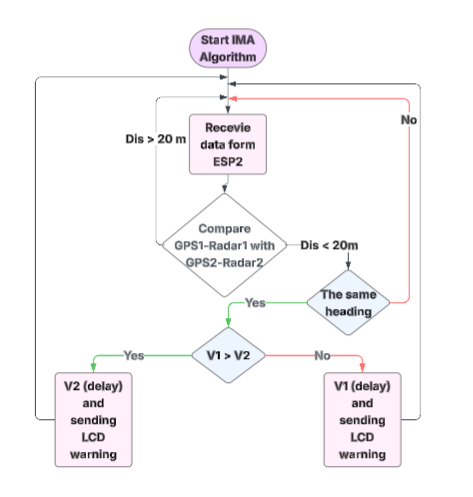 Start IMA
Algorithm
No
Dis > 20 m
Recevie
data form
ESP2
Compare
GPS1-Radar1 with
GPS2-Radar2
Dis < 20m
The same
heading
Yes
V1 > V2
Yes
No
V2 (delay)
and
sending
LCD
warning
V1 (delay)
and
sending
LCD
warning